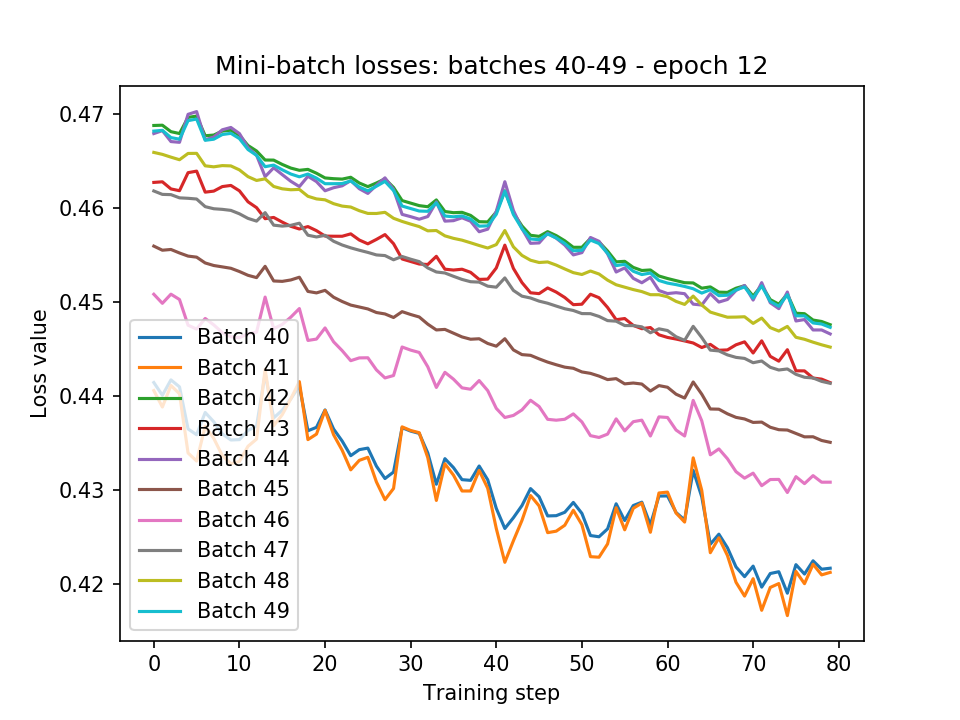 Mini-batch losses: batches 40-49 - epoch 12
0.47
0.46
0.45
0.44
0.43
0.42
Loss value
Batch 40
Batch 41
Batch 42
Batch 43
Batch 44
Batch 45
Batch 46
Batch 47
Batch 48
Batch 49
0 10 20 30 40 50 60 70 80
Training step